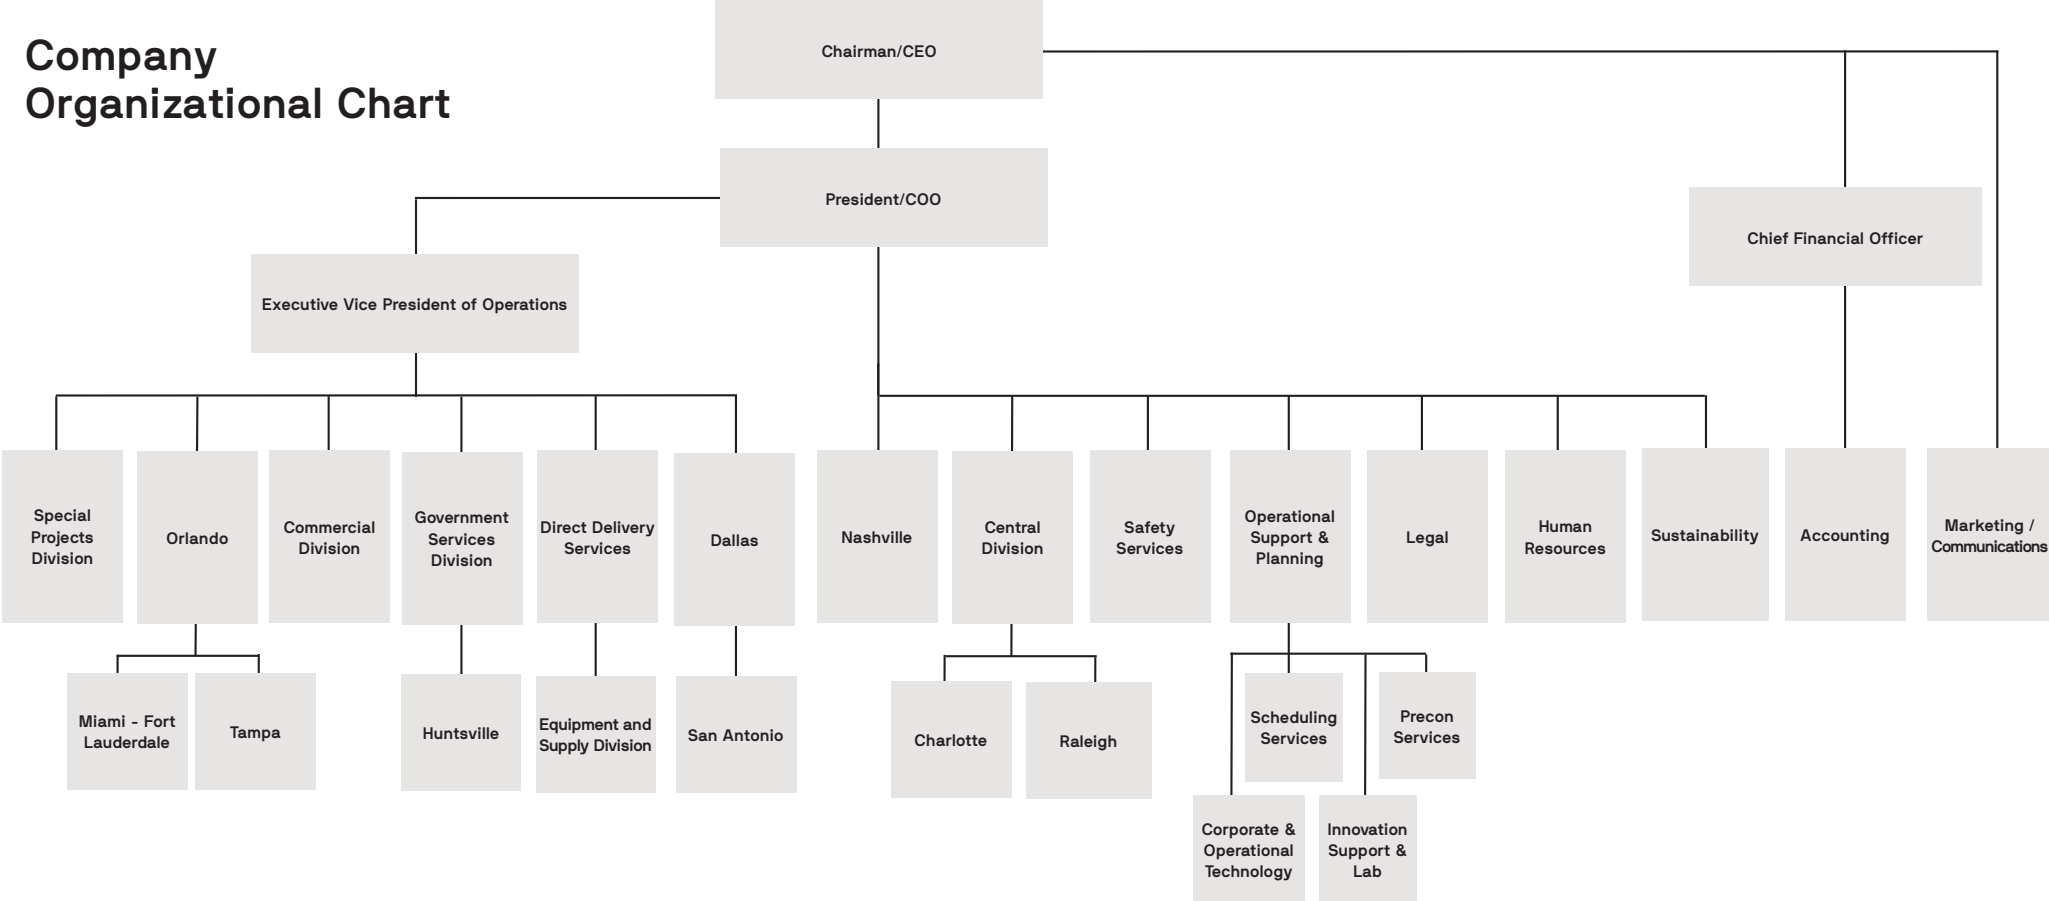 Company
Organizational Chart
Chairman/CEO
President/COO
Chief Financial Officer
Executive Vice President of Operations
Special
Projects
Division
Orlando
Commercial
Division
Government
Services
Division
Direct Delivery
Services
Dallas
Nashville
Central
Division
Safety
Services
Operational
Support &
Planning
Legal
Human
Resources
Sustainability
Accounting
Marketing /
Communications
Miami - Fort
Lauderdale
Tampa
Huntsville
Equipment and
Supply Division
San Antonio
Charlotte
Raleigh
Scheduling
Services
Precon
Services
Corporate &
Operational
Technology
Innovation
Support &
Lab